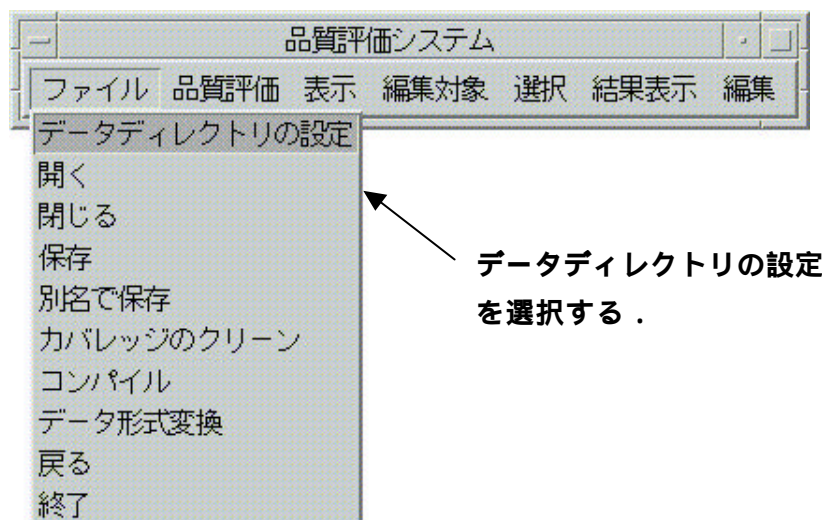 品質評価システム
ファイル 品質評価 表示 編集対象 選択 結果表示 編集
データディレクトリの設定
開く
閉じる
保存
別名で保存
カバレッジのクリーン
コンパイル
データ形式変換
戻る
終了
データディレクトリの設定
を選択する．